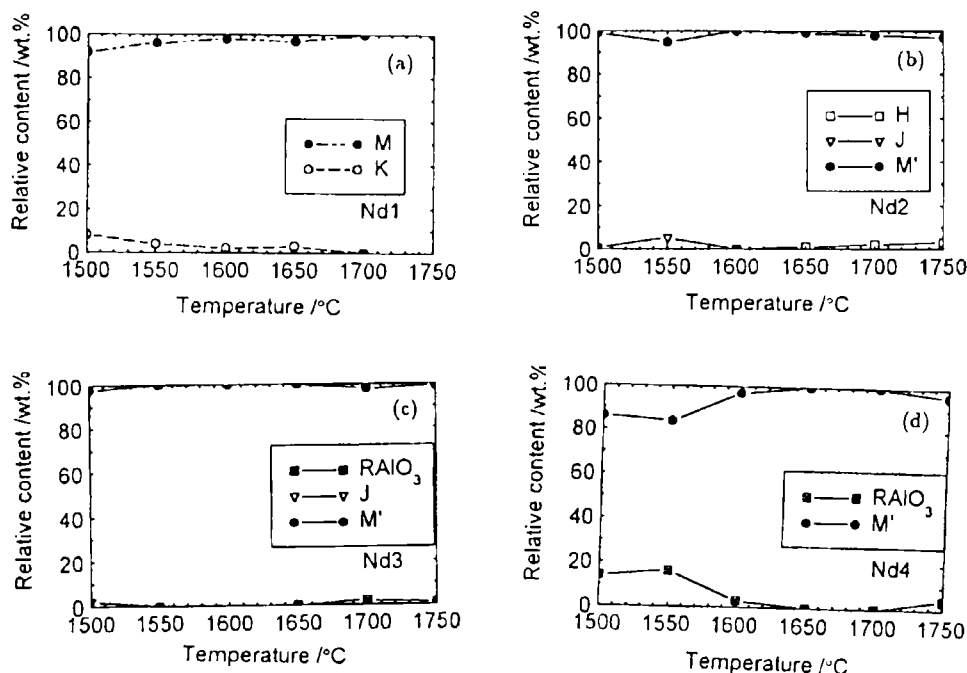 Relative content /wt.%
100
80
60
40
20
0
(a)
M
K
Nd1
1500 1550 1600 1650 1700 1750
Temperature /°C
Relative content /wt.%
100
80
60
40
20
0
(b)
H
J
M'
Nd2
1500 1550 1600 1650 1700 1750
Temperature /°C
Relative content /wt.%
100
80
60
40
20
0
(c)
RAlO3
J
M'
Nd3
1500 1550 1600 1650 1700 1750
Temperature /°C
Relative content /wt.%
100
80
60
40
20
0
(d)
RAlO3
M'
Nd4
1500 1550 1600 1650 1700 1750
Temperature /°C